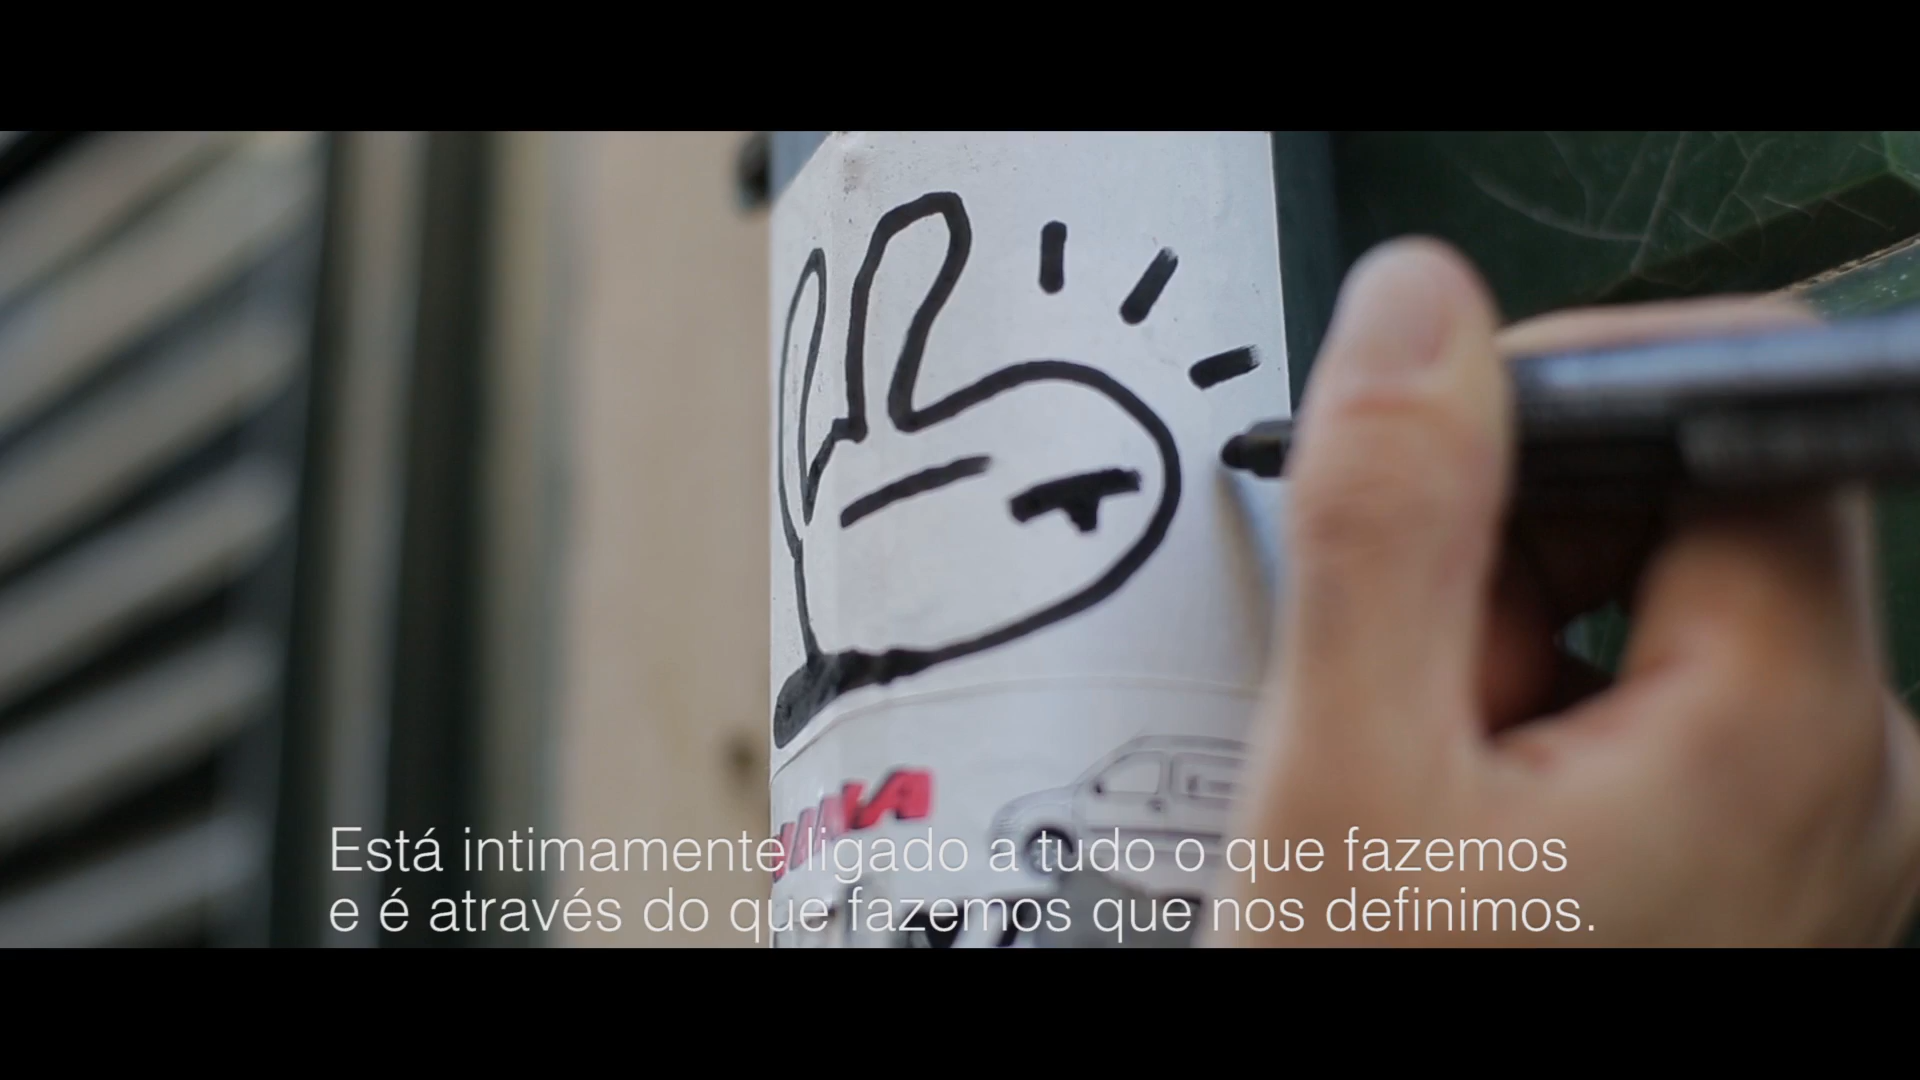 Está intimamente ligado a tudo o que fazemos
e é através do que fazemos que nos definimos.